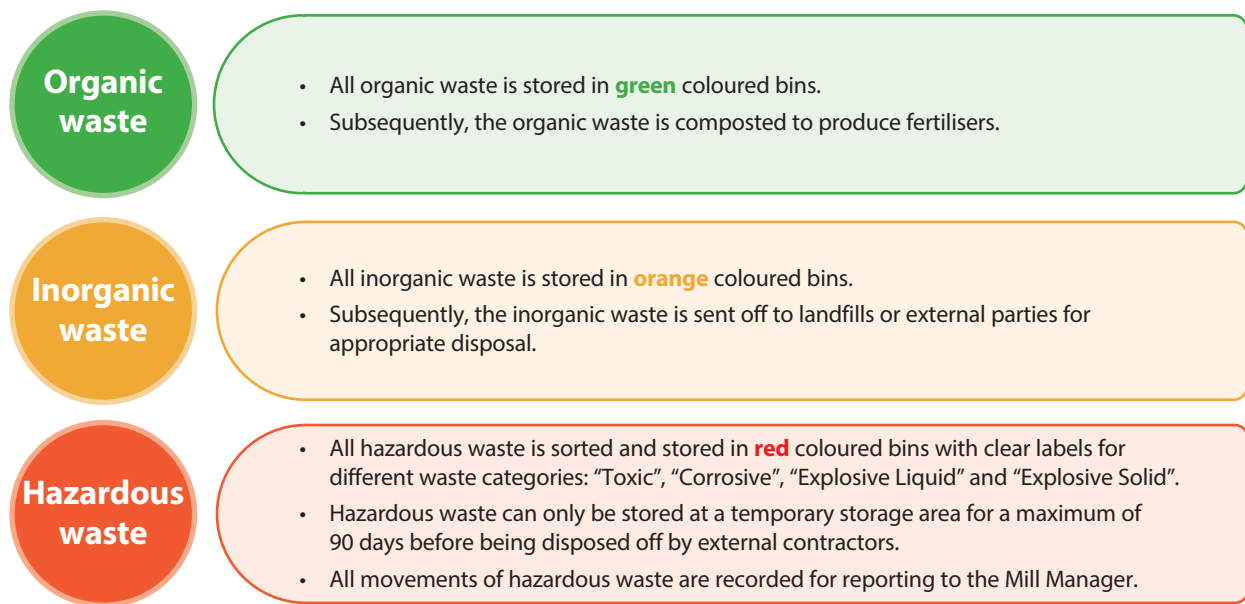 Organic
waste
• All organic waste is stored in green coloured bins.
• Subsequently, the organic waste is composted to produce fertilisers.
Inorganic
waste
• All inorganic waste is stored in orange coloured bins.
• Subsequently, the inorganic waste is sent off to landfills or external parties for
appropriate disposal.
Hazardous
waste
• All hazardous waste is sorted and stored in red coloured bins with clear labels for
different waste categories: “Toxic”, “Corrosive”, “Explosive Liquid” and “Explosive Solid”.
• Hazardous waste can only be stored at a temporary storage area for a maximum of
90 days before being disposed off by external contractors.
• All movements of hazardous waste are recorded for reporting to the Mill Manager.